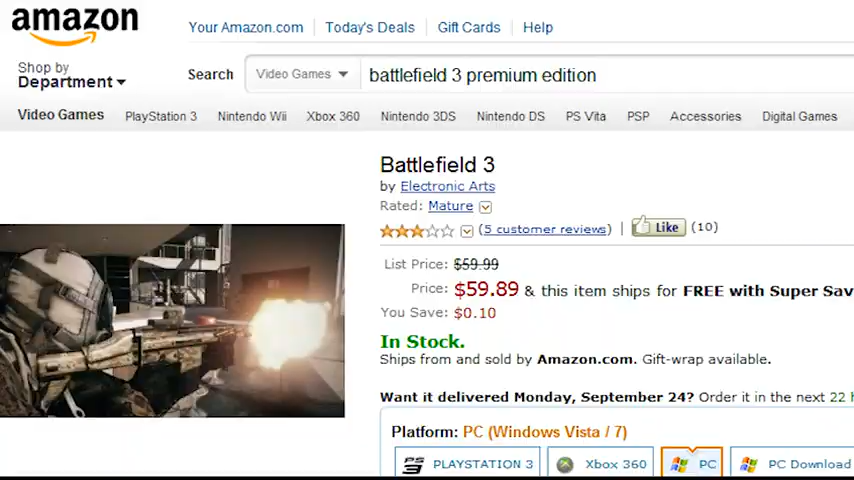 amazon
Your Amazon.com | Today's Deals | Gift Cards | Help
Shop by
Department
Search Video Games battlefield 3 premium edition
Video Games PlayStation 3 Nintendo Wii Xbox 360 Nintendo 3DS Nintendo DS PS Vita PSP Accessories Digital Games
Battlefield 3
by Electronic Arts
Rated: Mature
(5 customer reviews) | Like (10)
List Price: $59.99
Price: $59.89 & this item ships for FREE with Super Sav
You Save: $0.10
In Stock.
Ships from and sold by Amazon.com. Gift-wrap available.
Want it delivered Monday, September 24? Order it in the next 22 h
Platform: PC (Windows Vista / 7)
PS3 PLAYSTATION 3 Xbox 360 PC PC Download